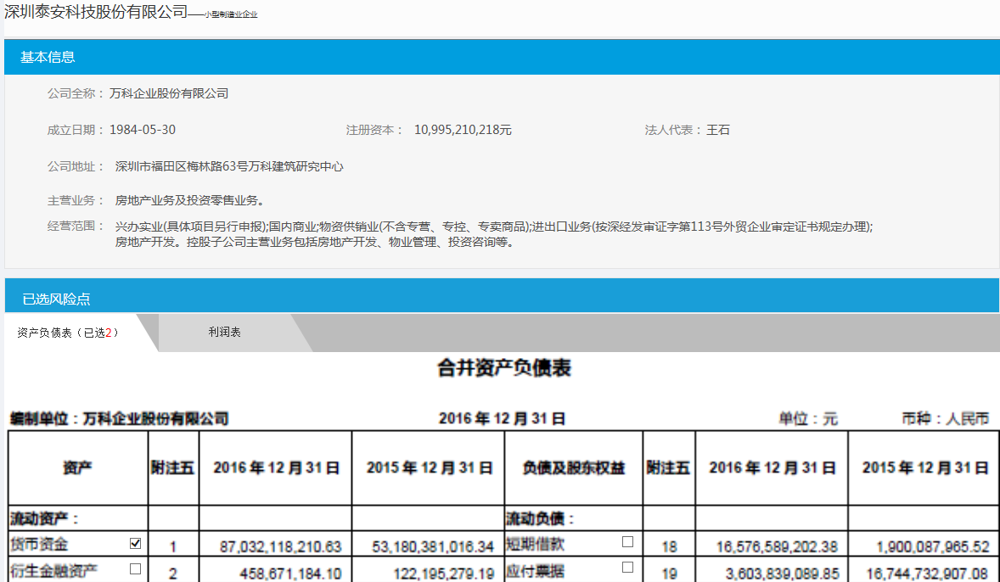 深圳泰安科技股份有限公司——小型制造业企业
基本信息
公司全称： 万科企业股份有限公司
成立日期： 1984-05-30 注册资本： 10,995,210,218元 法人代表： 王石
公司地址： 深圳市福田区梅林路63号万科建筑研究中心
主营业务： 房地产业务及投资零售业务。
经营范围： 兴办实业(具体项目另行申报);国内商业;物资供销业(不含专营、专控、专卖商品);进出口业务(按深经发审证字第113号外贸企业审定证书规定办理);
房地产开发。控股子公司主营业务包括房地产开发、物业管理、投资咨询等。
已选风险点
资产负债表（已选2） 利润表
合并资产负债表
编制单位：万科企业股份有限公司 2016 年 12 月 31 日 单位：元 币种：人民币
资产 附注五 2016 年 12 月 31 日 2015 年 12 月 31 日 负债及股东权益 附注五 2016 年 12 月 31 日 2015 年 12 月 31 日
流动资产： 流动负债：
货币资金 1 87,032,118,210.63 53,180,381,016.34 短期借款 18 16,576,589,202.38 1,900,087,965.52
衍生金融资产 2 458,671,184.10 122,195,279.19 应付票据 19 3,603,839,089.85 16,744,732,907.08